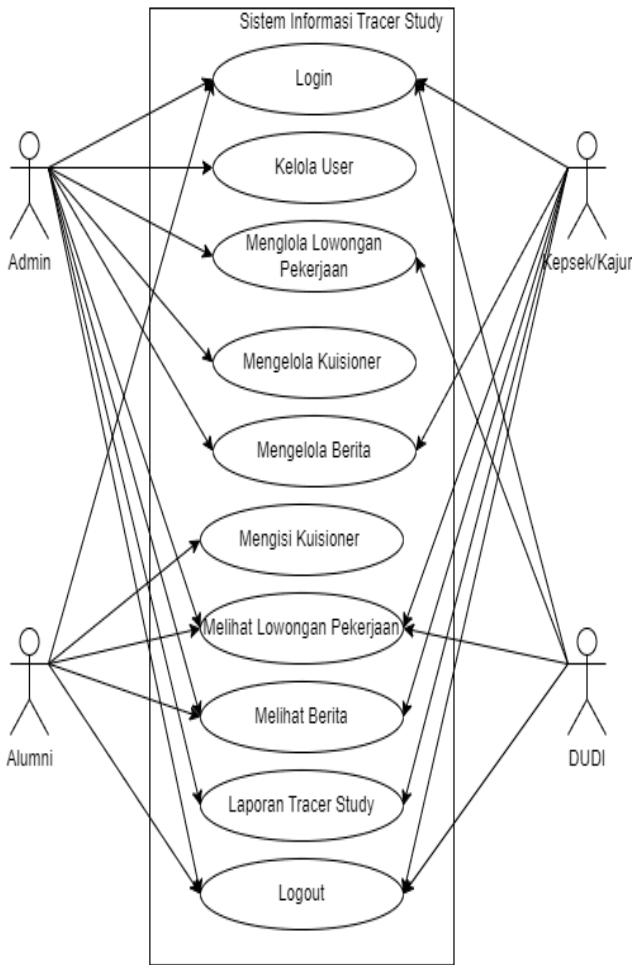 Sistem Informasi Tracer Study
Login
Kelola User
Admin
Menglola Lowongan
Pekerjaan
Kepsek/Kajur
Mengelola Kuisioner
Mengelola Berita
Mengisi Kuisioner
Melihat Lowongan Pekerjaan
Alumni
Melihat Berita
DUDI
Laporan Tracer Study
Logout